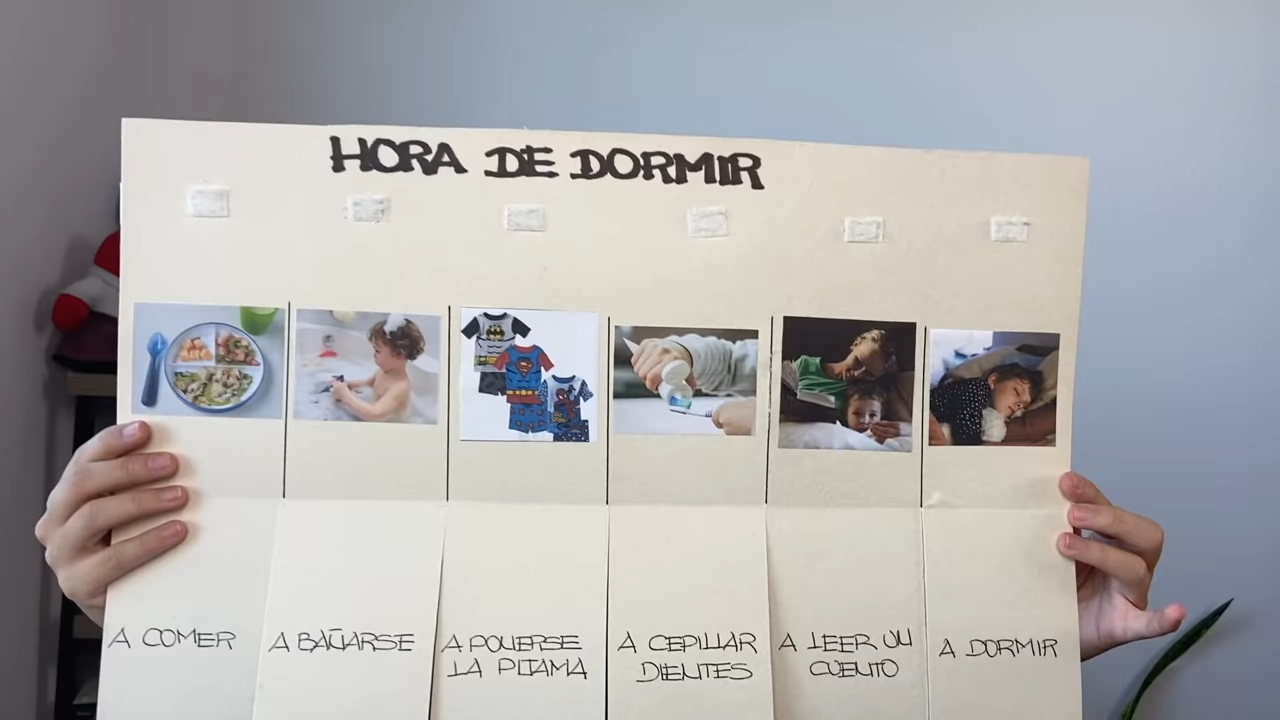 HORA DE DORMIR
A COMER
A BAÑARSE
A PONERSE
LA PIJAMA
A CEPILLAR
DIENTES
A LEER UN
CUENTO
A DORMIR